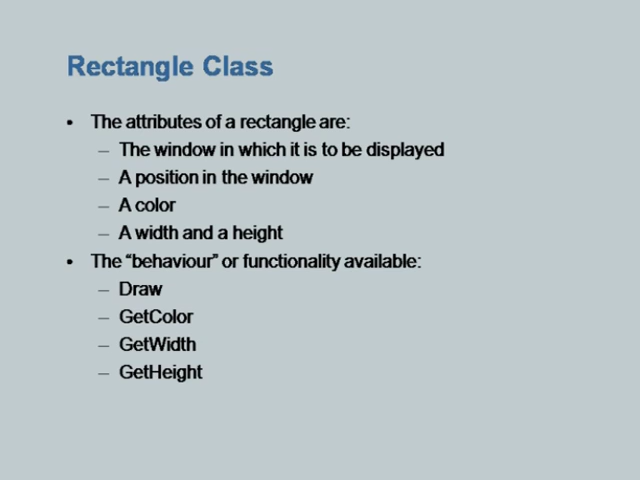 Rectangle Class
• The attributes of a rectangle are:
– The window in which it is to be displayed
– A position in the window
– A color
– A width and a height
• The “behaviour” or functionality available:
– Draw
– GetColor
– GetWidth
– GetHeight